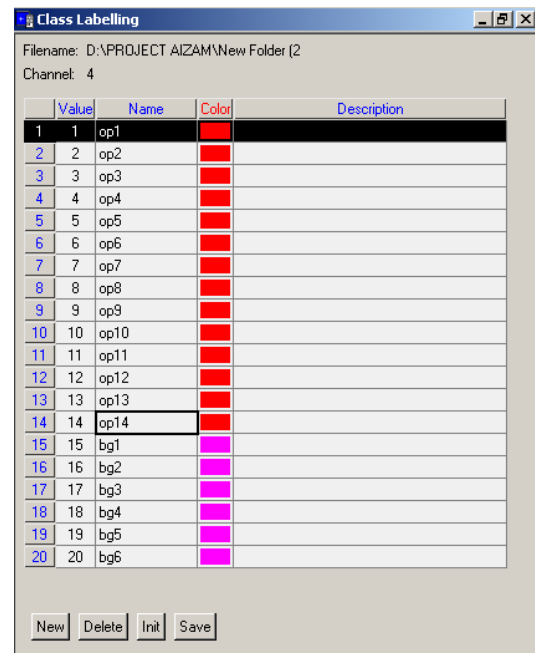 Class Labelling
Filename: D:\PROJECT AIZAM\New Folder (2
Channel: 4
Value Name Color Description
1 1 op1
2 2 op2
3 3 op3
4 4 op4
5 5 op5
6 6 op6
7 7 op7
8 8 op8
9 9 op9
10 10 op10
11 11 op11
12 12 op12
13 13 op13
14 14 op14
15 15 bg1
16 16 bg2
17 17 bg3
18 18 bg4
19 19 bg5
20 20 bg6
New Delete Init Save